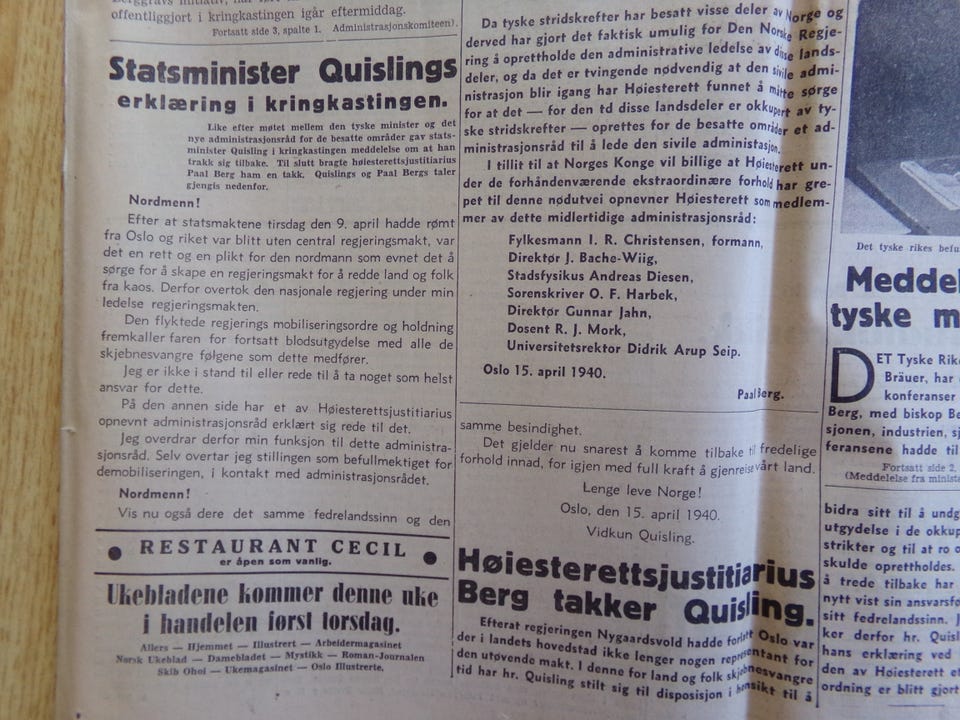 offentliggjort i kringkastingen igår eftermiddag.
Fortsatt side 3, spalte 1. Administrasjonskomiteen).
Statsminister Quislings
erklæring i kringkastingen.
Like efter møtet mellem den tyske minister og det
nye administrasjonsråd for de besatte områder gav stats-
minister Quisling i kringkastingen meddelelse om at han
trakk sig tilbake. Til slutt bragte høiesterettsjustitiarius
Paal Berg ham en takk. Quislings og Paal Bergs taler
gjengis nedenfor.
Nordmenn!
Efter at statsmaktene tirsdag den 9. april hadde rømt
fra Oslo og riket var blitt uten central regjeringsmakt, var
det en rett og en plikt for den nordmann som evnet det å
sørge for å skape en regjeringsmakt for å redde land og folk
fra kaos. Derfor overtok den nasjonale regjering under min
ledelse regjeringsmakten.
Den flyktede regjerings mobiliseringsordre og holdning
fremkaller faren for fortsatt blodsutgydelse med alle de
skjebnesvangre følgene som dette medfører.
Jeg er ikke i stand til eller rede til å ta noget som helst
ansvar for dette.
På den annen side har et av Høiesterettsjustitiarius
opnevnt administrasjonsråd erklært sig rede til det.
Jeg overdrar derfor min funksjon til dette administra-
sjonsråd. Selv overtar jeg stillingen som befullmektiget for
demobiliseringen, i kontakt med administrasjonsrådet.
Nordmenn!
Vis nu også dere det samme fedrelandssinn og den
RESTAURANT CECIL
er åpen som vanlig.
Ukebladene kommer denne uke
i handelen først torsdag.
Allers — Hjemmet — Illustrert — Arbeidermagasinet
Norsk Ukeblad — Damebladet — Mystikk — Roman-Journalen
Skib Ohoi — Ukemagasinet — Oslo Illustrerte.
Da tyske stridskrefter har besatt visse deler av Norge og
derved har gjort det faktisk umulig for Den Norske Regje-
ring å oprettholde den administrative ledelse av disse lands-
deler, og da det er tvingende nødvendig at den sivile admi-
nistrasjon blir igang har Høiesterett funnet å måtte sørge
for at det — for den td disse landsdeler er okkupert av ty-
ske stridskrefter — oprettes for de besatte områder et ad-
ministrasjonsråd til å lede den sivile administasjon.
I tillit til at Norges Konge vil billige at Høiesterett un-
der de forhåndenværende ekstraordinære forhold har gre-
pet til denne nødutvei opnevner Høiesterett som medlem-
mer av dette midlertidige administrasjonsråd:
Fylkesmann I. R. Christensen, formann,
Direktør J. Bache-Wiig,
Stadsfysikus Andreas Diesen,
Sorenskriver O. F. Harbek,
Direktør Gunnar Jahn,
Dosent R. J. Mork,
Universitetsrektor Didrik Arup Seip.
Oslo 15. april 1940.
Paal Berg.
samme besindighet.
Det gjelder nu snarest å komme tilbake til fredelige
forhold innad, for igjen med full kraft å gjenreise vårt land.
Lenge leve Norge!
Oslo, den 15. april 1940.
Vidkun Quisling.
Høiesterettsjustitiarius
Berg takker Quisling.
Efterat regjeringen Nygaardsvold hadde forlatt Oslo var
der i landets hovedstad ikke lenger nogen representant for
den utøvende makt. I denne for land og folk skjebnesvangre
tid har hr. Quisling stilt sig til disposisjon i hensikt til å
Det tyske rikes
Meddel
tyske m
DET Tyske Rik
Bräuer, har
konferanser
Berg, med biskop Be
sjonen, industrien, sj
feransene hadde til
Fortsatt side 2,
(Meddelelse fra minist
bidra sitt til å undg
utgydelse i de okkup
strikter og til at ro o
skulde oprettholdes.
å trede tilbake har
nytt vist sin ansvarsf
sitt fedrelandssinn. J
ker derfor hr. Quisl
hans erklæring ved
den av Høiesterett et
ordning er blitt gjort